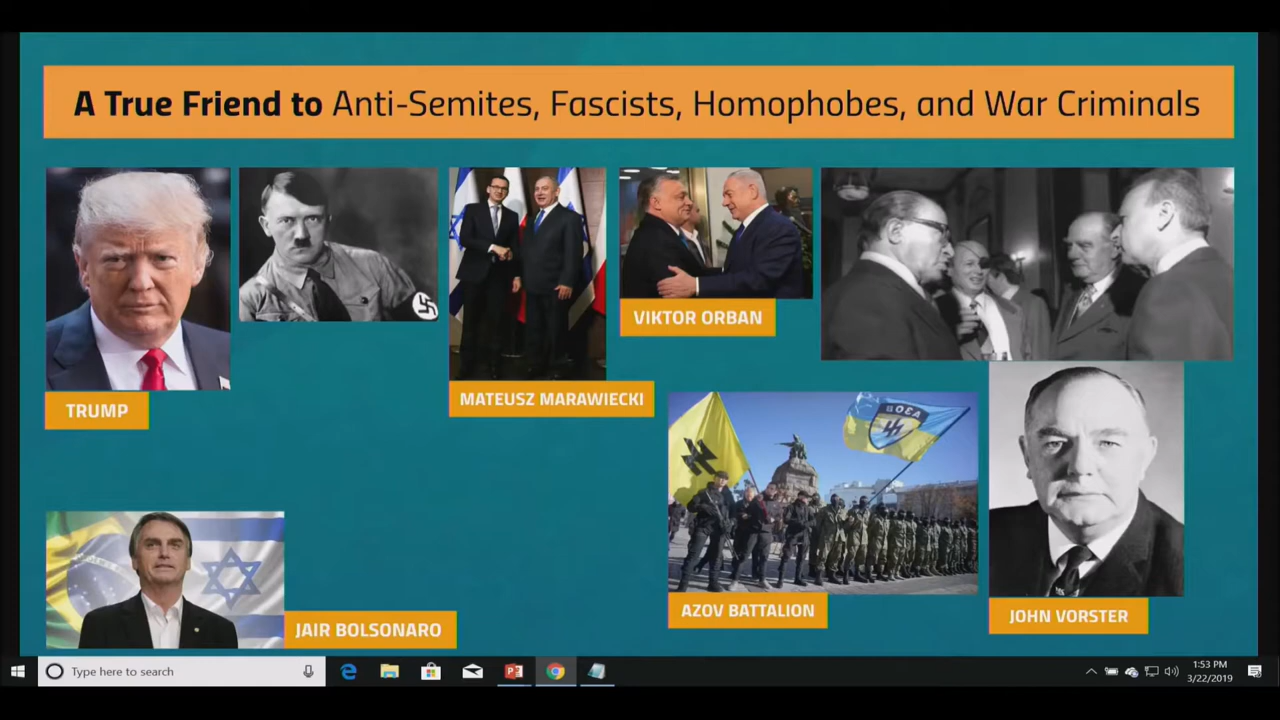 A True Friend to Anti-Semites, Fascists, Homophobes, and War Criminals
TRUMP
MATEUSZ MARAWIECKI
VIKTOR ORBAN
AZOV BATTALION
JOHN VORSTER
JAIR BOLSONARO
Type here to search
1:53 PM
3/22/2019